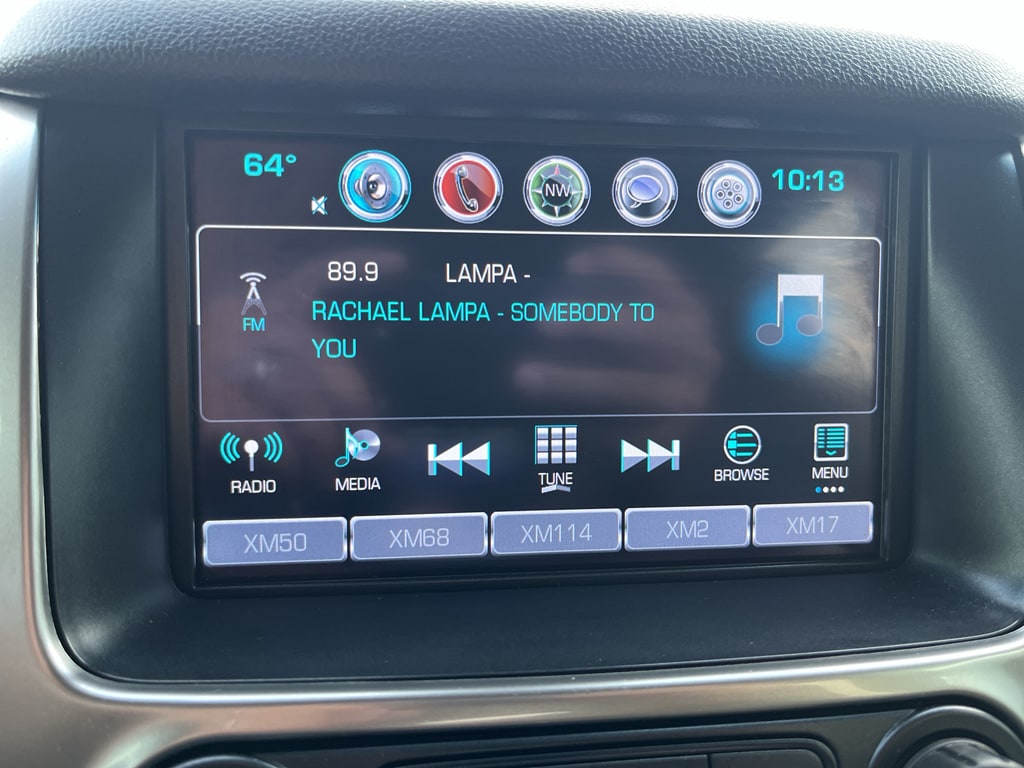 64°
NW
10:13
89.9 LAMPA -
FM
RACHAEL LAMPA - SOMEBODY TO
YOU
RADIO
MEDIA
TUNE
BROWSE
MENU
XM50
XM68
XM114
XM2
XM17